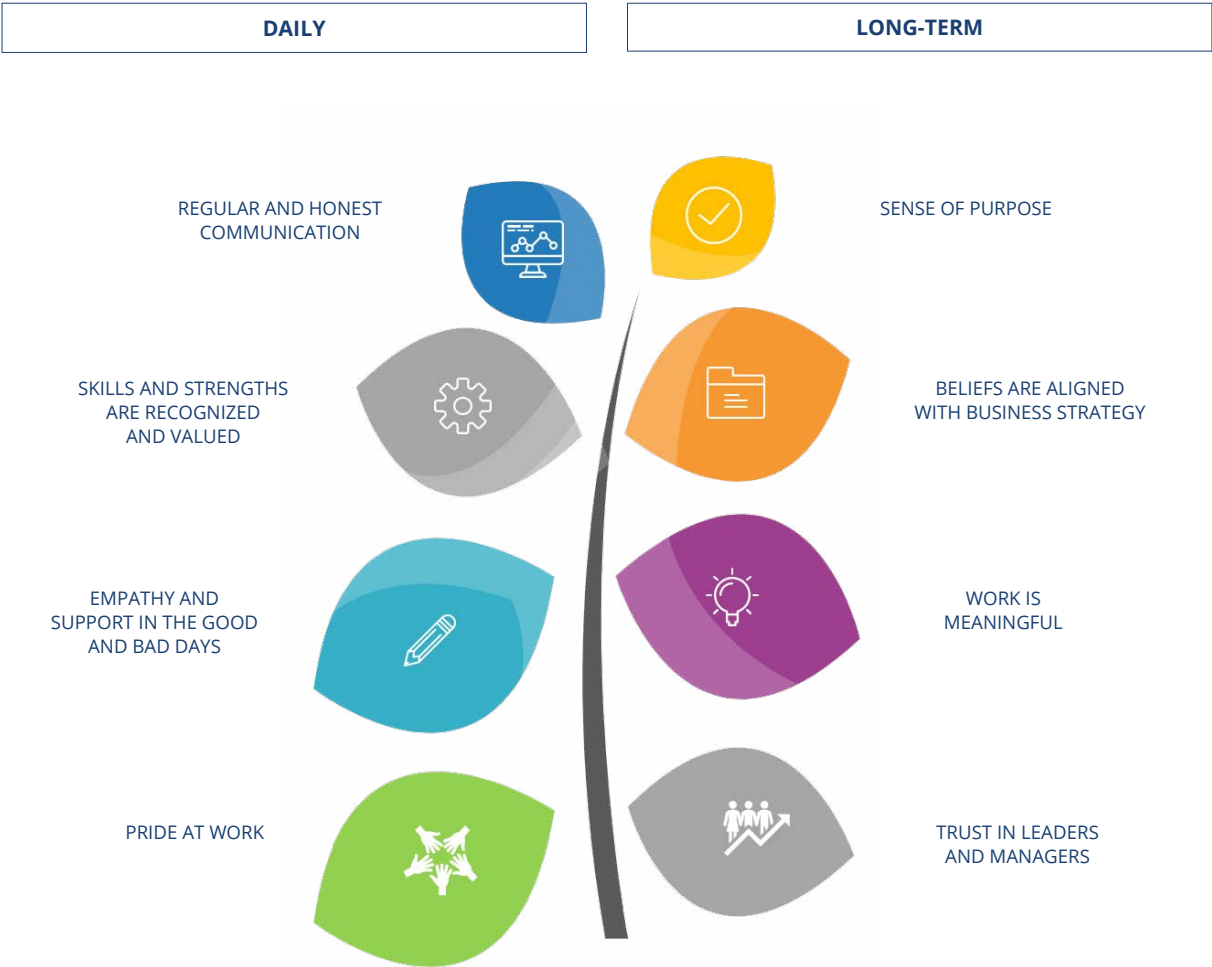 DAILY
LONG-TERM
REGULAR AND HONEST
COMMUNICATION
SENSE OF PURPOSE
SKILLS AND STRENGTHS
ARE RECOGNIZED
AND VALUED
BELIEFS ARE ALIGNED
WITH BUSINESS STRATEGY
EMPATHY AND
SUPPORT IN THE GOOD
AND BAD DAYS
WORK IS
MEANINGFUL
PRIDE AT WORK
TRUST IN LEADERS
AND MANAGERS